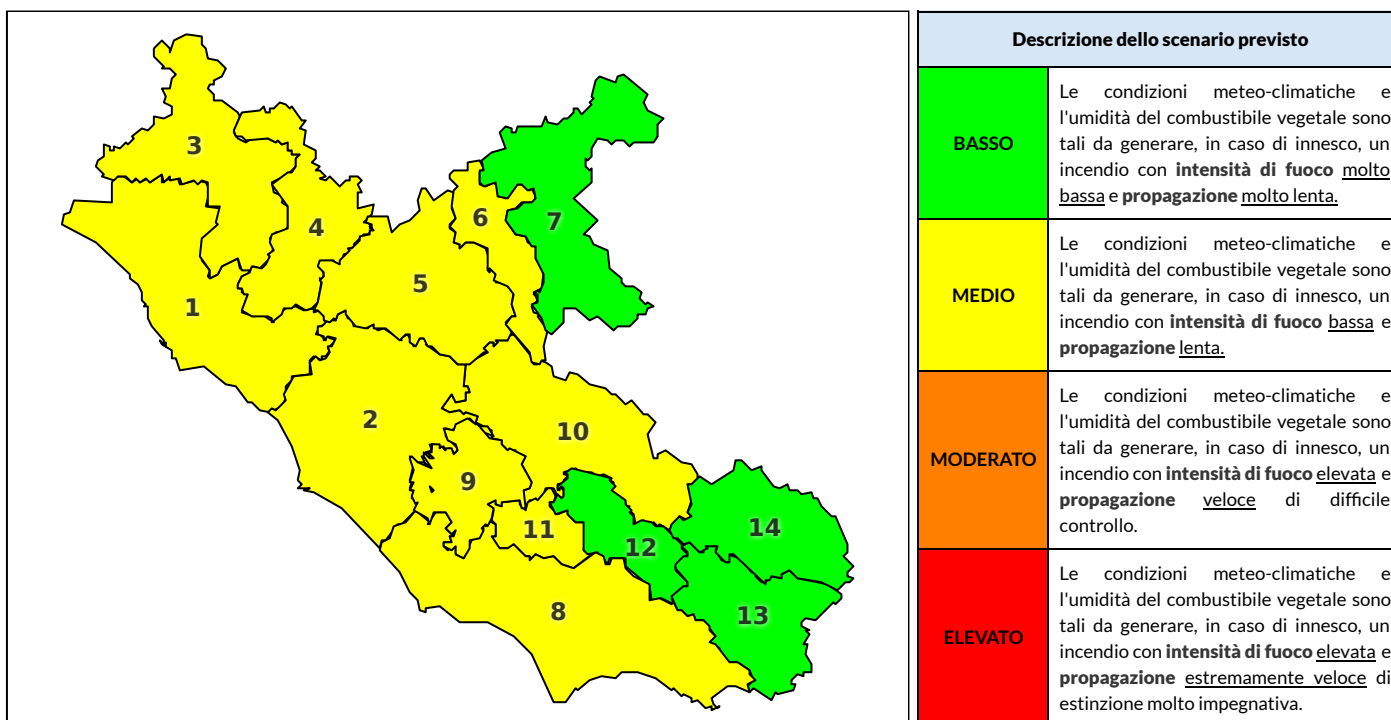 3
4
6
7
5
1
2
10
9
11
12
14
8
13
Descrizione dello scenario previsto
BASSO
Le condizioni meteo-climatiche e
l'umidità del combustibile vegetale sono
tali da generare, in caso di innesco, un
incendio con intensità di fuoco molto
bassa e propagazione molto lenta.
MEDIO
Le condizioni meteo-climatiche e
l'umidità del combustibile vegetale sono
tali da generare, in caso di innesco, un
incendio con intensità di fuoco bassa e
propagazione lenta.
MODERATO
Le condizioni meteo-climatiche e
l'umidità del combustibile vegetale sono
tali da generare, in caso di innesco, un
incendio con intensità di fuoco elevata e
propagazione veloce di difficile
controllo.
ELEVATO
Le condizioni meteo-climatiche e
l'umidità del combustibile vegetale sono
tali da generare, in caso di innesco, un
incendio con intensità di fuoco elevata e
propagazione estremamente veloce di
estinzione molto impegnativa.